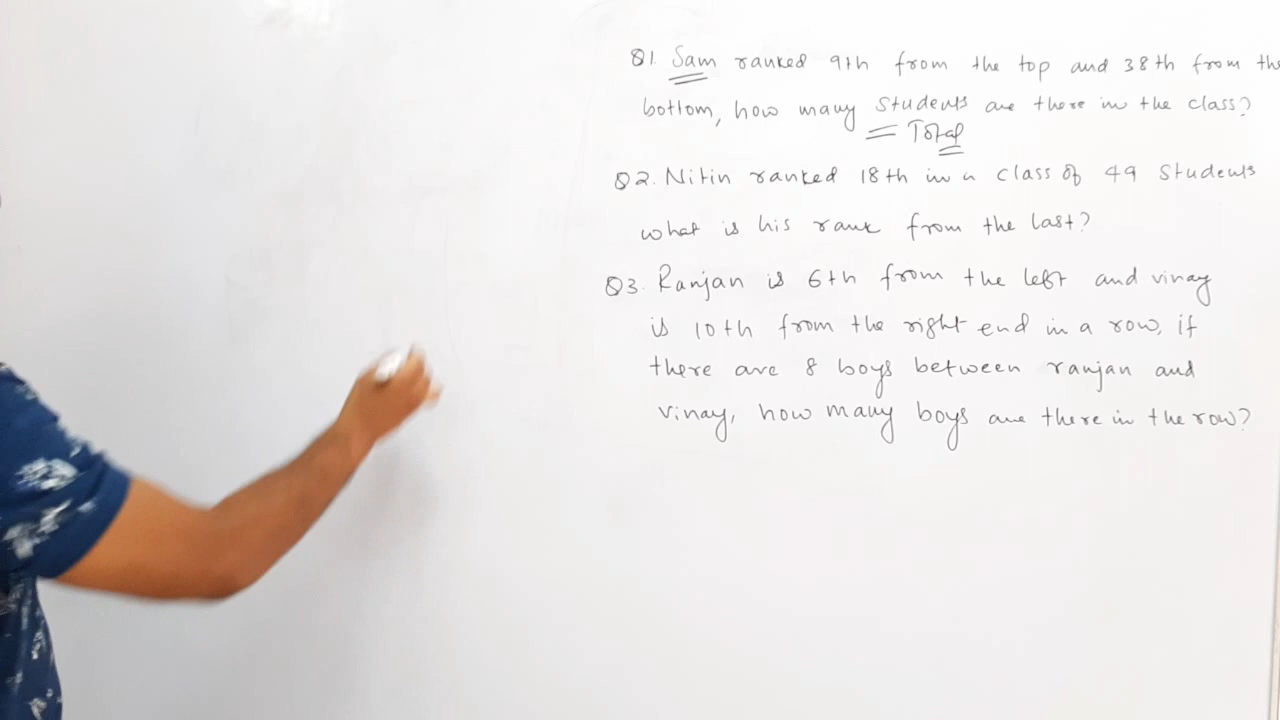 Q1. Sam ranked 9th from the top and 38th from the
bottom, how many students are there in the class?
= Total
Q2. Nitin ranked 18th in a class of 49 students
what is his rank from the last?
Q3. Ranjan is 6th from the left and vinay
is 10th from the right end in a row, if
there are 8 boys between ranjan and
vinay, how many boys are there in the row?